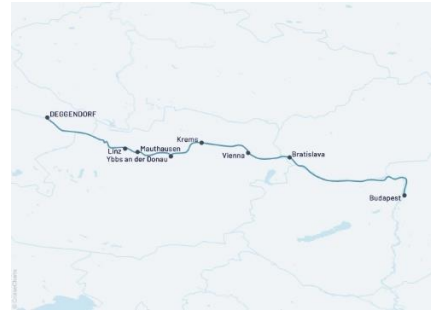 DEGGENDORF
Krems
Mauthausen
Linz
Ybbs an der Donau
Vienna
Bratislava
Budapest